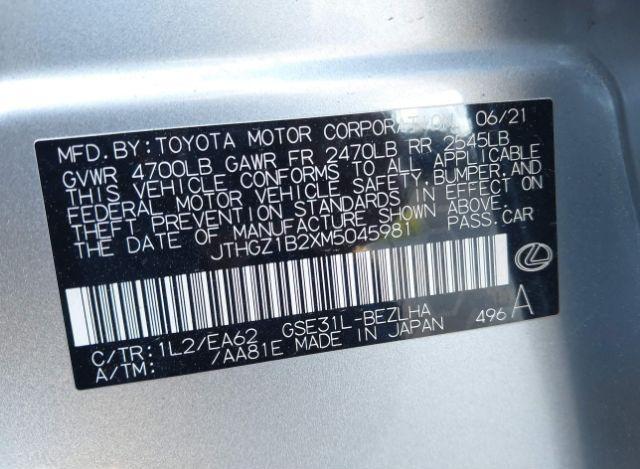 MFD.BY: TOYOTA MOTOR CORPORATION 06/21
GVWR 4700LB GAWR FR 2470LB RR 2545LB
THIS VEHICLE CONFORMS TO ALL APPLICABLE
FEDERAL MOTOR VEHICLE SAFETY, BUMPER, AND
THEFT PREVENTION STANDARDS IN EFFECT ON
THE DATE OF MANUFACTURE SHOWN ABOVE.
JTHGZ1B2XM5045981 PASS.CAR
C/TR: 1L2/EA62 GSE31L-BEZLHA 496 A
A/TM: /AA81E MADE IN JAPAN